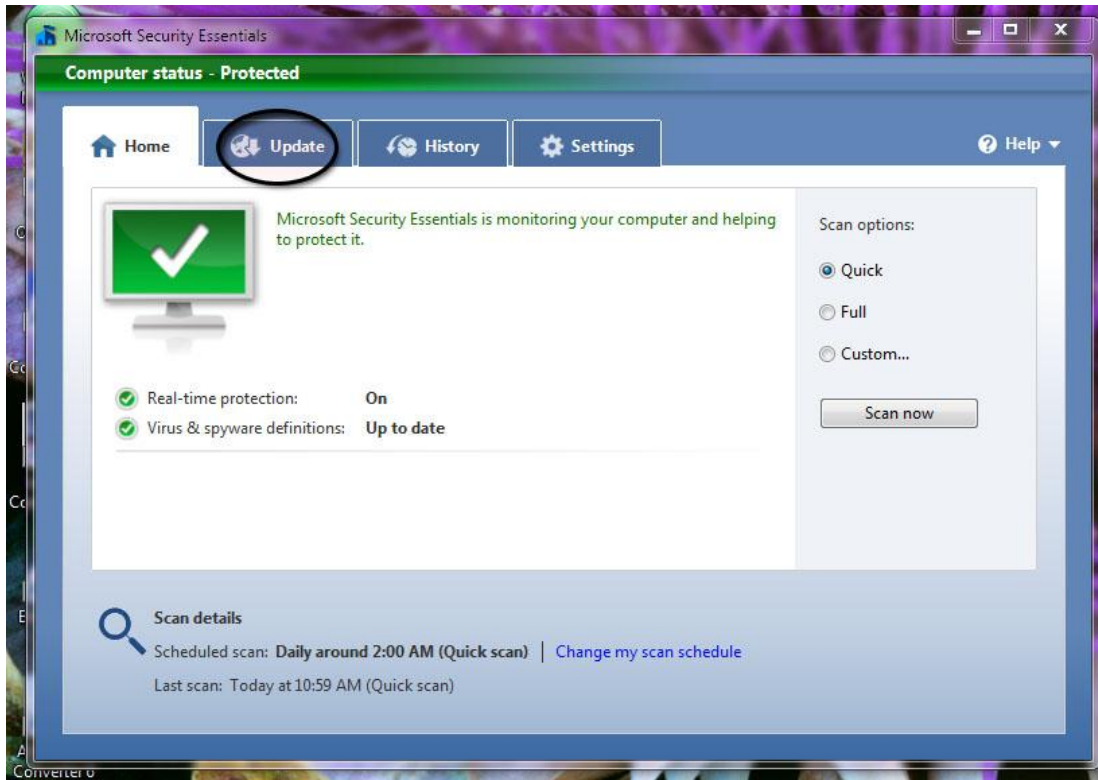 Microsoft Security Essentials
Computer status - Protected
Home
Update
History
Settings
Help
Microsoft Security Essentials is monitoring your computer and helping
to protect it.
Scan options:
Quick
Full
Custom...
Scan now
Real-time protection: On
Virus & spyware definitions: Up to date
Scan details
Scheduled scan: Daily around 2:00 AM (Quick scan) | Change my scan schedule
Last scan: Today at 10:59 AM (Quick scan)